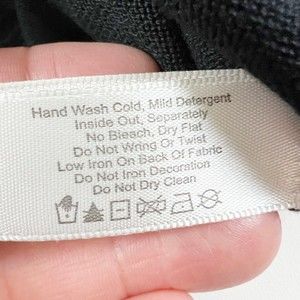 Hand Wash Cold, Mild Detergent
Inside Out, Separately
No Bleach, Dry Flat
Do Not Wring Or Twist
Low Iron On Back Of Fabric
Do Not Iron Decoration
Do Not Dry Clean